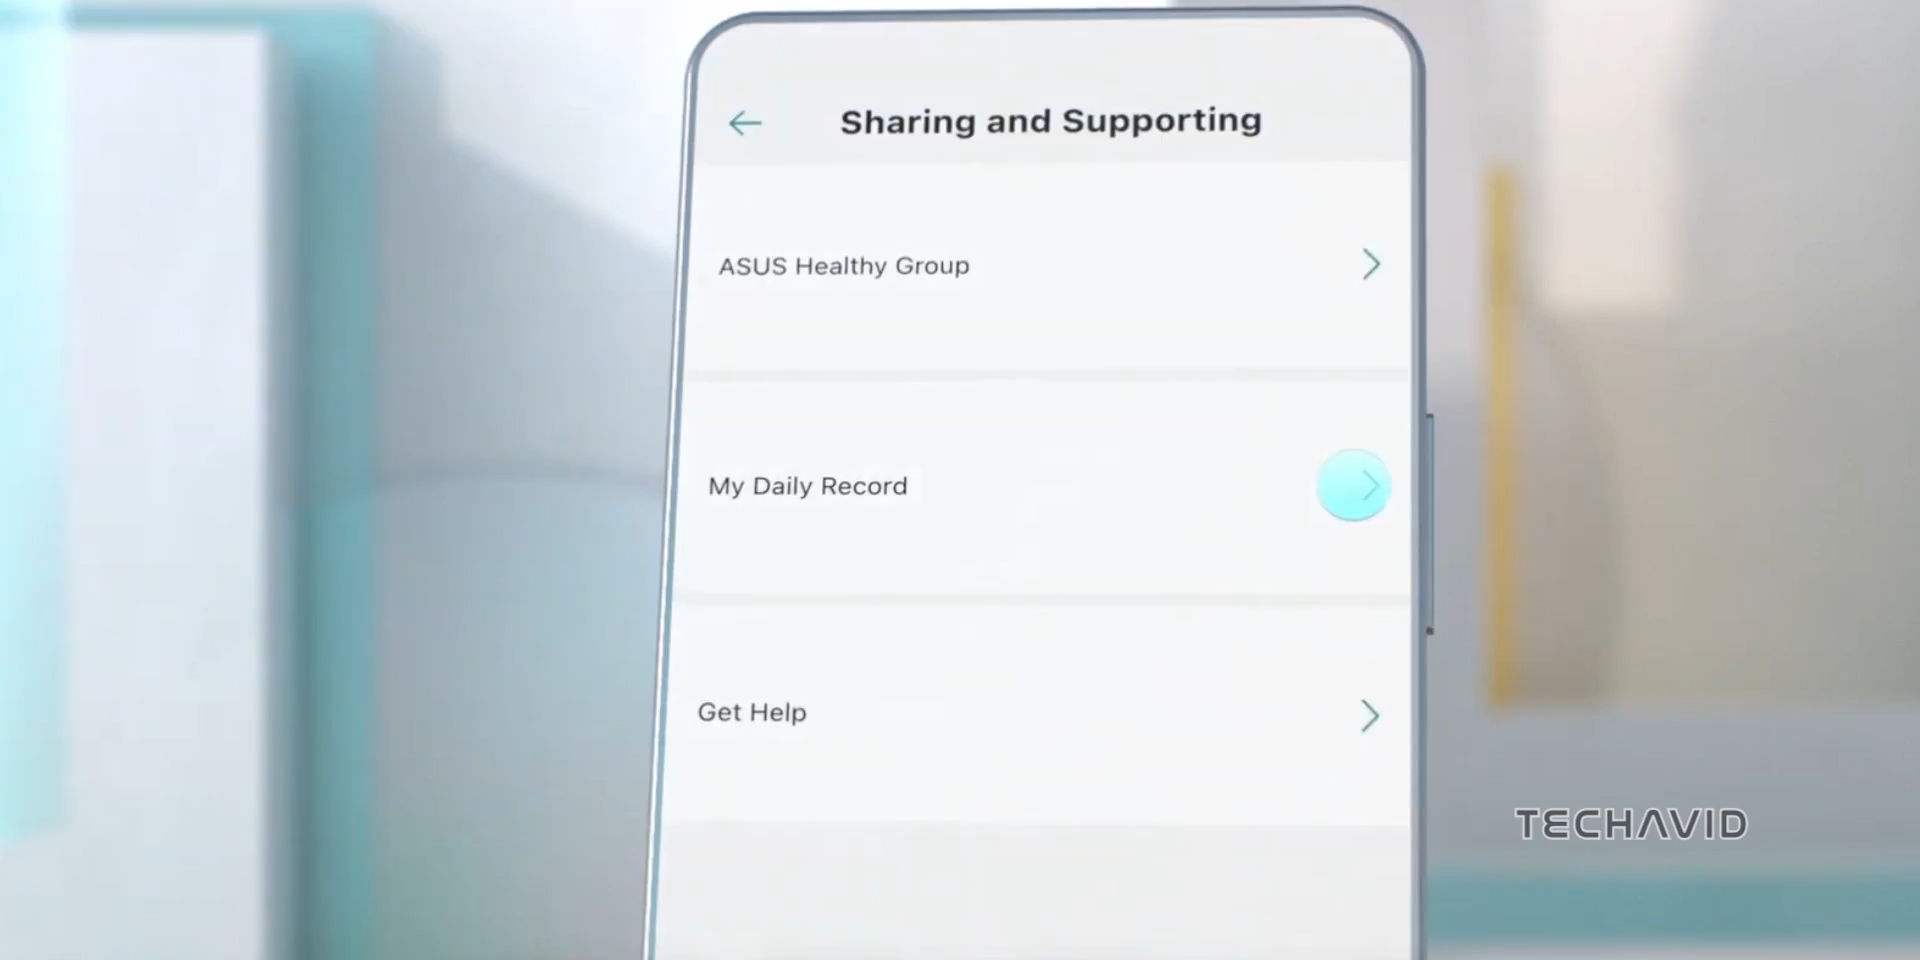 Sharing and Supporting
ASUS Healthy Group
My Daily Record
Get Help
TECHAVID